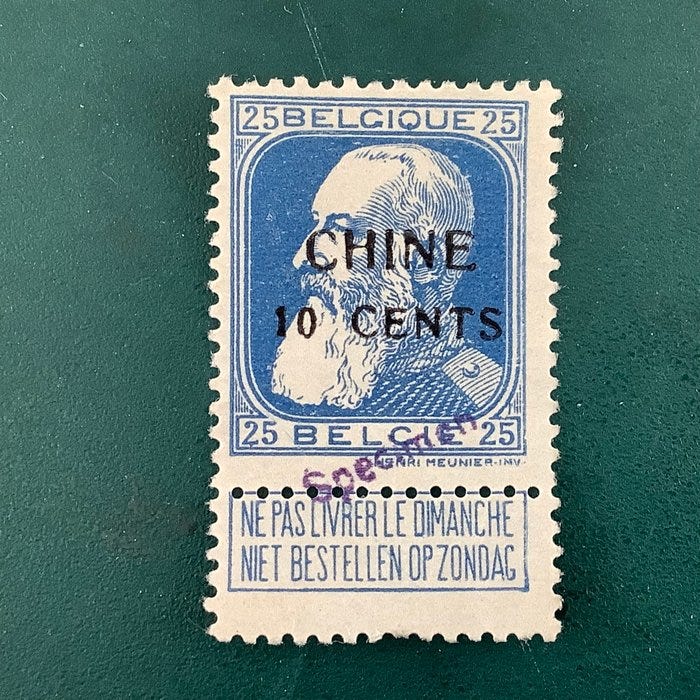 25 BELGIQUE 25
CHINE
10 CENTS
25 BELGIË 25
Specimen
HENRI MEUNIER-INV.
NE PAS LIVRER LE DIMANCHE
NIET BESTELLEN OP ZONDAG